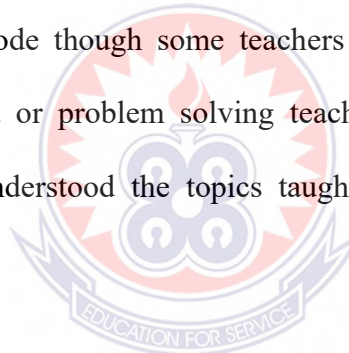 ode though some teachers
or problem solving teach
nderstood the topics taugh
EDUCATION FOR SERVICE